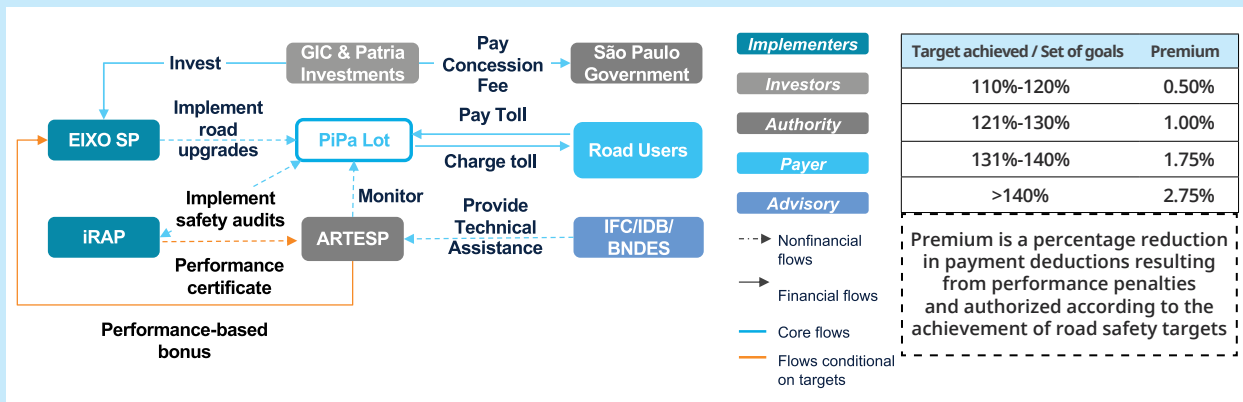 GIC & Patria
Investments
Pay
Concession
Fee
São Paulo
Government
Invest
EIXO SP
Implement
road
upgrades
PiPa Lot
Pay Toll
Charge toll
Road Users
Implement
safety audits
Monitor
iRAP
Performance
certificate
ARTESP
Provide
Technical
Assistance
IFC/IDB/
BNDES
Performance-based
bonus
Implementers
Investors
Authority
Payer
Advisory
Nonfinancial
flows
Financial flows
Core flows
Flows conditional
on targets
Target achieved / Set of goals Premium
110%-120% 0.50%
121%-130% 1.00%
131%-140% 1.75%
>140% 2.75%
Premium is a percentage reduction
in payment deductions resulting
from performance penalties
and authorized according to the
achievement of road safety targets